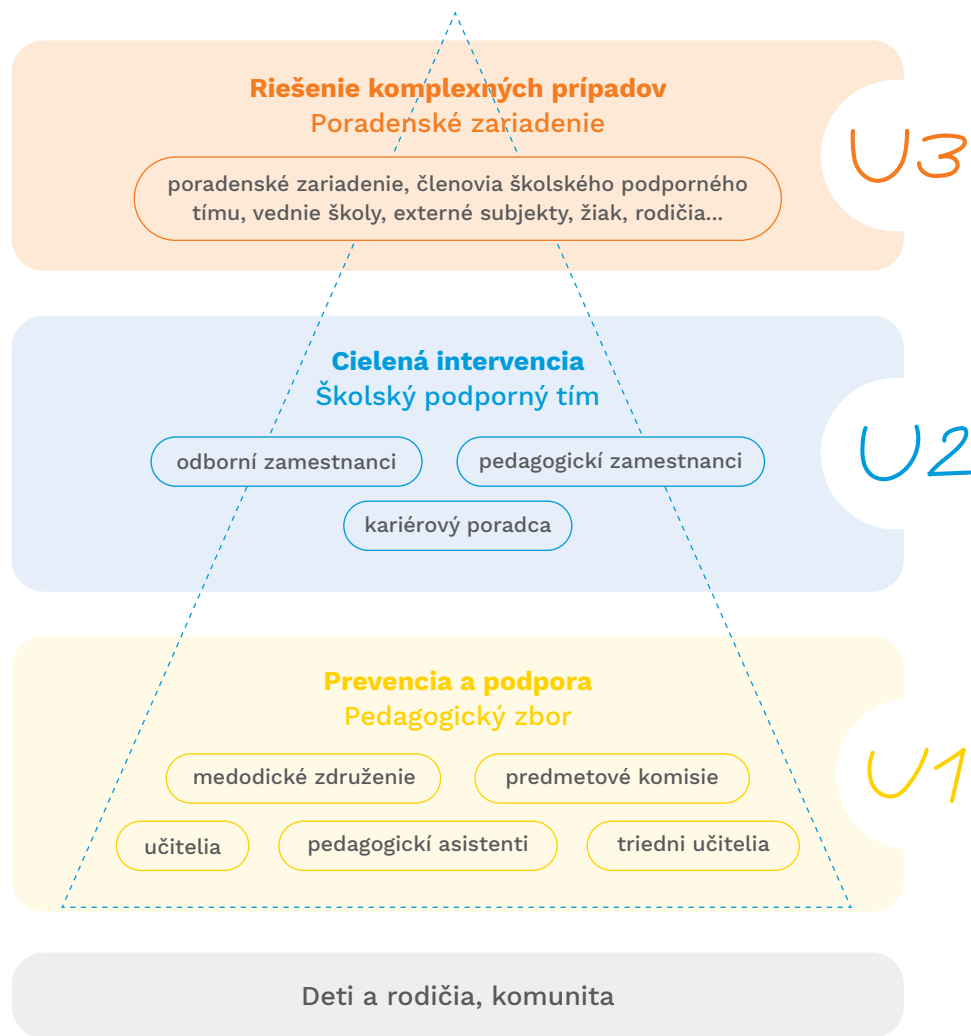 Riešenie komplexných prípadov
Poradenské zariadenie
U3
poradenské zariadenie, členovia školského podporného
tímu, vednie školy, externé subjekty, žiak, rodičia...
Cielená intervencia
Školský podporný tím
U2
odborní zamestnanci
pedagogickí zamestnanci
kariérový poradca
Prevencia a podpora
Pedagogický zbor
U1
medodické združenie
predmetové komisie
učitelia
pedagogickí asistenti
triedni učitelia
Deti a rodičia, komunita